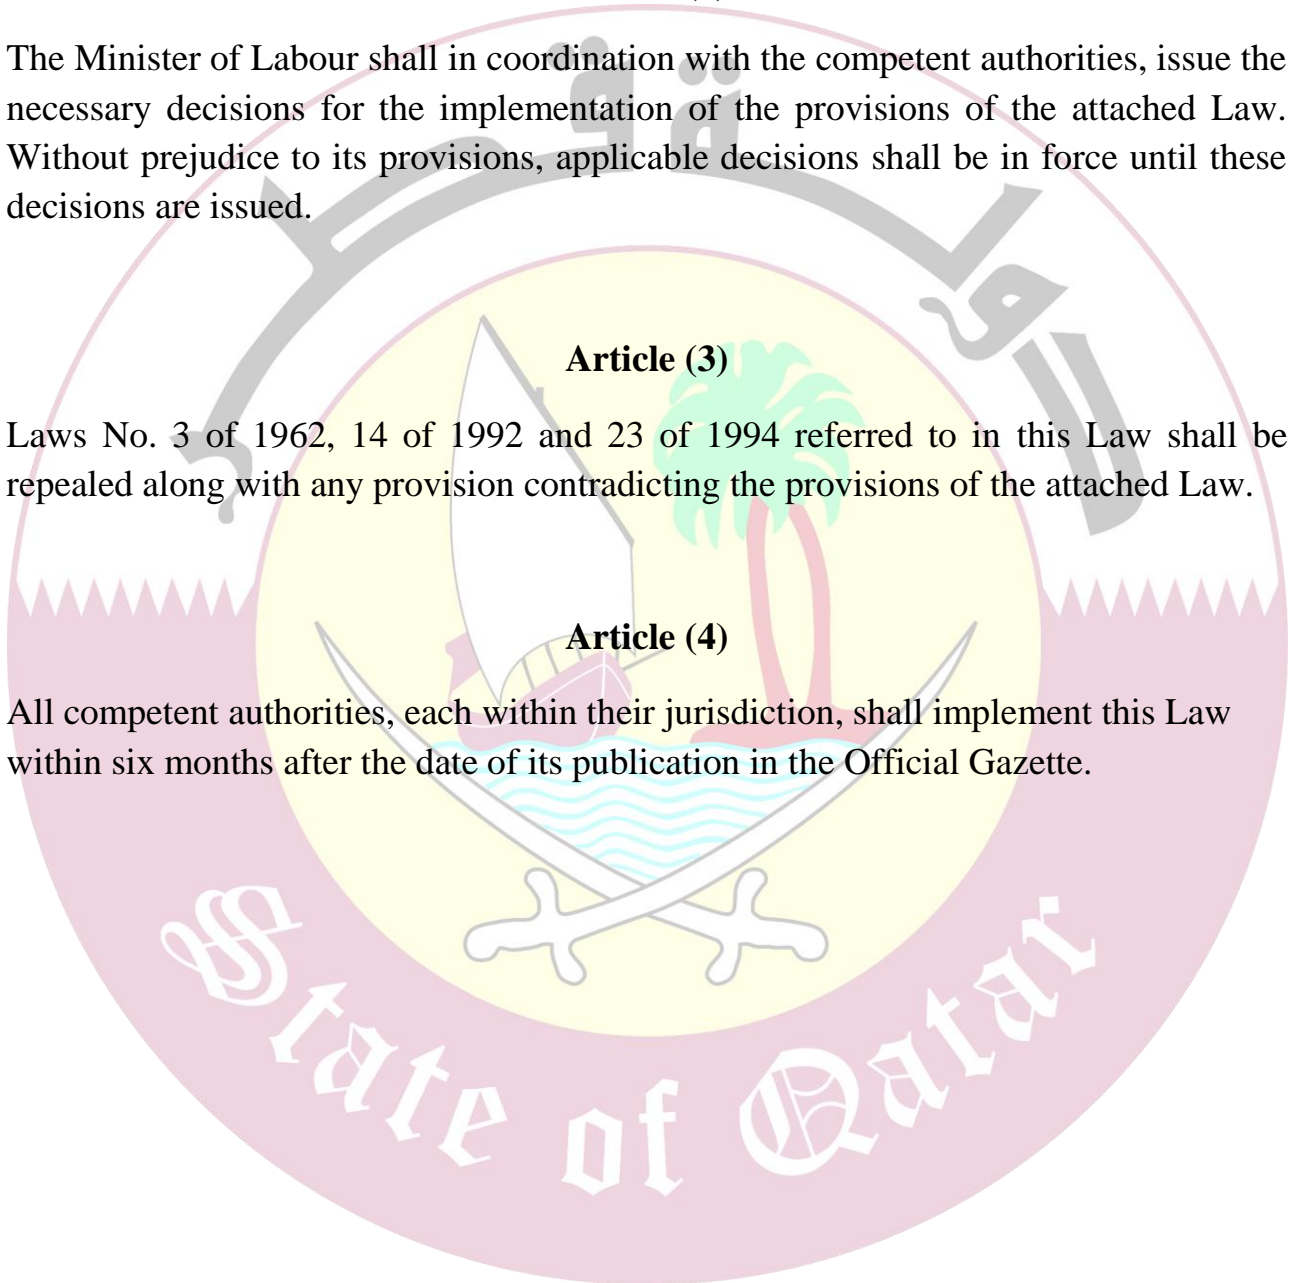 The Minister of Labour shall in coordination with the competent authorities, issue the
necessary decisions for the implementation of the provisions of the attached Law.
Without prejudice to its provisions, applicable decisions shall be in force until these
decisions are issued.
Article (3)
Laws No. 3 of 1962, 14 of 1992 and 23 of 1994 referred to in this Law shall be
repealed along with any provision contradicting the provisions of the attached Law.
Article (4)
All competent authorities, each within their jurisdiction, shall implement this Law
within six months after the date of its publication in the Official Gazette.
دولة قطر
State of Qatar